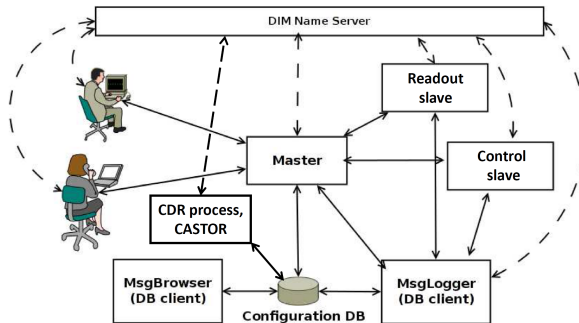 DIM Name Server
Readout
slave
Master
Control
slave
CDR process,
CASTOR
MsgBrowser
(DB client)
MsgLogger
(DB client)
Configuration DB